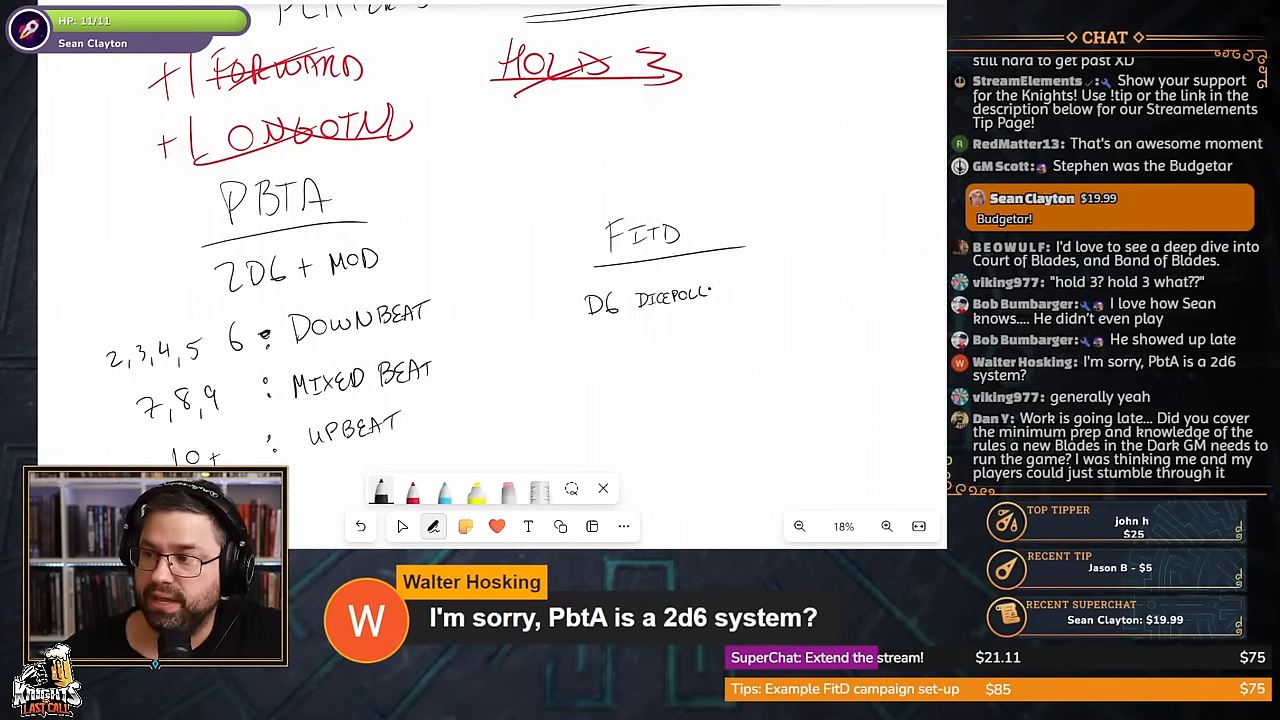 HP: 11/11
Sean Clayton
PLAYER'S
+1 FORWARD
+1 ONGOING
HOLD 3
PBTA
2D6 + MOD
2,3,4,5 6 : DOWNBEAT
7,8,9 : MIXED BEAT
10+ : UPBEAT
FITD
D6 DICEPOLL
18%
Walter Hosking
W
I'm sorry, PbtA is a 2d6 system?
KNIGHTS
LAST CALL
CHAT
still hard to get past XD
StreamElements : Show your support
for the Knights! Use !tip or the link in the
description below for our Streamelements
Tip Page!
RedMatter13: That's an awesome moment
GM Scott: Stephen was the Budgetar
Sean Clayton $19.99
Budgetar!
BEOWULF: I'd love to see a deep dive into
Court of Blades, and Band of Blades.
viking977: "hold 3? hold 3 what??"
Bob Bumbarger: I love how Sean
knows.... He didn't even play
Bob Bumbarger: He showed up late
Walter Hosking: I'm sorry, PbtA is a 2d6
system?
viking977: generally yeah
Dan Y: Work is going late... Did you cover
the minimum prep and knowledge of the
rules a new Blades in the Dark GM needs to
run the game? I was thinking me and my
players could just stumble through it
TOP TIPPER
john h
$25
RECENT TIP
Jason B - $5
RECENT SUPERCHAT
Sean Clayton: $19.99
SuperChat: Extend the stream! $21.11 $75
Tips: Example FitD campaign set-up $85 $75